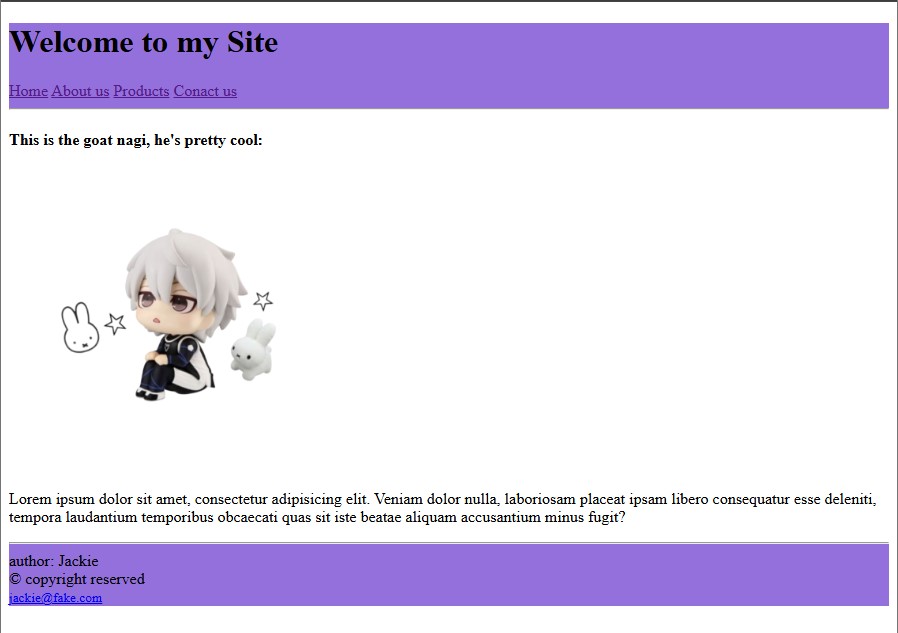 Welcome to my Site
Home About us Products Conact us
This is the goat nagi, he's pretty cool:
Lorem ipsum dolor sit amet, consectetur adipisicing elit. Veniam dolor nulla, laboriosam placeat ipsam libero consequatur esse deleniti,
tempora laudantium temporibus obcaecati quas sit iste beatae aliquam accusantium minus fugit?
author: Jackie
© copyright reserved
jackie@fake.com